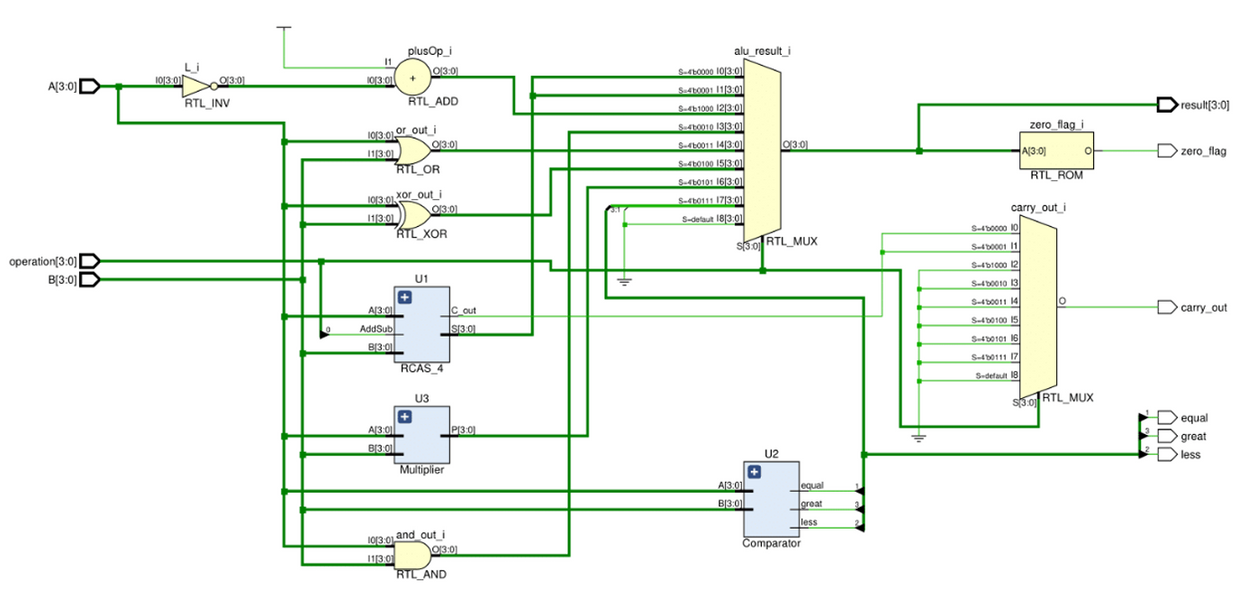 plusOp_i
alu_result_i
L_i
I1
I0[3:0]
O[3:0]
I0[3:0]
O[3:0]
+
A[3:0]
RTL_INV
RTL_ADD
S=4'b0000 I0[3:0]
S=4'b0001 I1[3:0]
S=4'b1000 I2[3:0]
S=4'b0010 I3[3:0]
S=4'b0011 I4[3:0]
S=4'b0100 I5[3:0]
S=4'b0101 I6[3:0]
S=4'b0111 I7[3:0]
3:1
S=default I8[3:0]
O[3:0]
S[3:0]
RTL_MUX
result[3:0]
zero_flag_i
A[3:0]
O
zero_flag
RTL_ROM
or_out_i
I0[3:0]
O[3:0]
I1[3:0]
RTL_OR
xor_out_i
I0[3:0]
O[3:0]
I1[3:0]
RTL_XOR
carry_out_i
S=4'b0000 I0
S=4'b0001 I1
S=4'b1000 I2
S=4'b0010 I3
S=4'b0011 I4
S=4'b0100 I5
S=4'b0101 I6
S=4'b0111 I7
S=default I8
O
carry_out
S[3:0]
RTL_MUX
operation[3:0]
B[3:0]
U1
A[3:0]
C_out
0
AddSub
S[3:0]
B[3:0]
RCAS_4
U3
A[3:0]
P[3:0]
B[3:0]
Multiplier
1
equal
3
great
2
less
U2
A[3:0]
equal
1
B[3:0]
great
3
less
2
Comparator
and_out_i
I0[3:0]
O[3:0]
I1[3:0]
RTL_AND